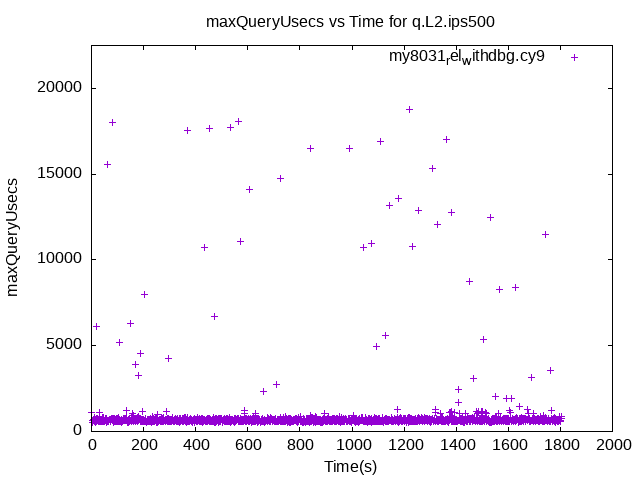 maxQueryUsecs vs Time for q.L2.ips500
my8031relwithdbg.cy9
maxQueryUsecs
20000
15000
10000
5000
0
0 200 400 600 800 1000 1200 1400 1600 1800 2000
Time(s)